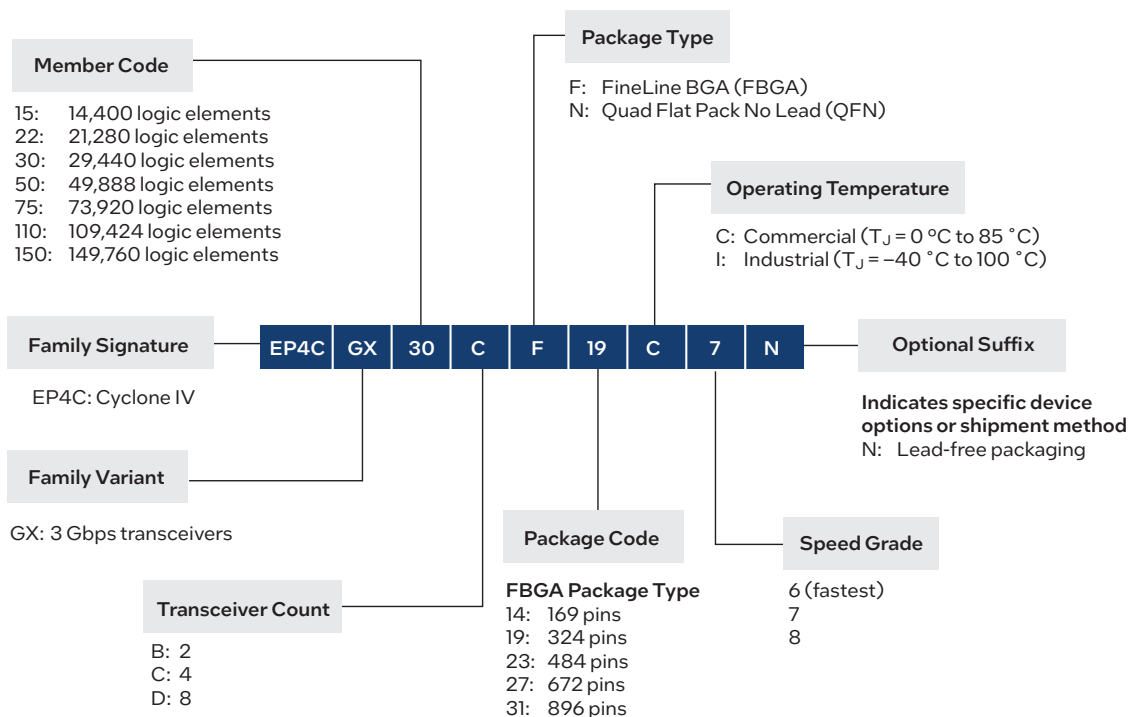 Package Type
F: FineLine BGA (FBGA)
N: Quad Flat Pack No Lead (QFN)
Member Code
15: 14,400 logic elements
22: 21,280 logic elements
30: 29,440 logic elements
50: 49,888 logic elements
75: 73,920 logic elements
110: 109,424 logic elements
150: 149,760 logic elements
Operating Temperature
C: Commercial (TJ = 0 ºC to 85 ˚C)
I: Industrial (TJ = –40 ˚C to 100 ˚C)
Family Signature
EP4C: Cyclone IV
EP4C GX 30 C F 19 C 7 N
Optional Suffix
Indicates specific device
options or shipment method
N: Lead-free packaging
Family Variant
GX: 3 Gbps transceivers
Transceiver Count
B: 2
C: 4
D: 8
Package Code
FBGA Package Type
14: 169 pins
19: 324 pins
23: 484 pins
27: 672 pins
31: 896 pins
Speed Grade
6 (fastest)
7
8